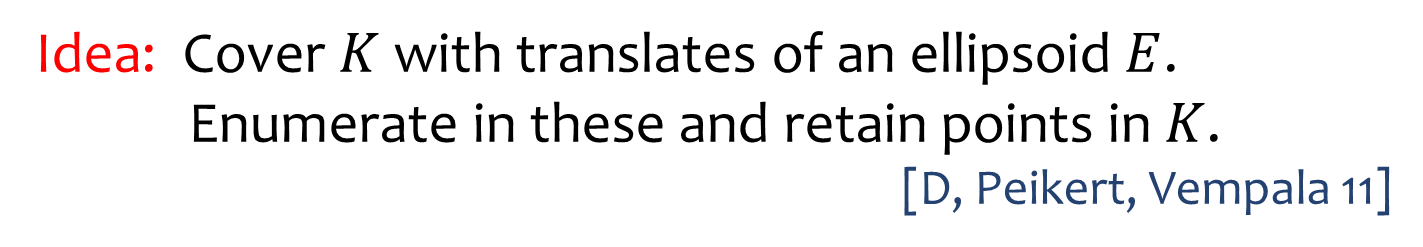 Idea: Cover K with translates of an ellipsoid E.
Enumerate in these and retain points in K.
[D, Peikert, Vempala 11]